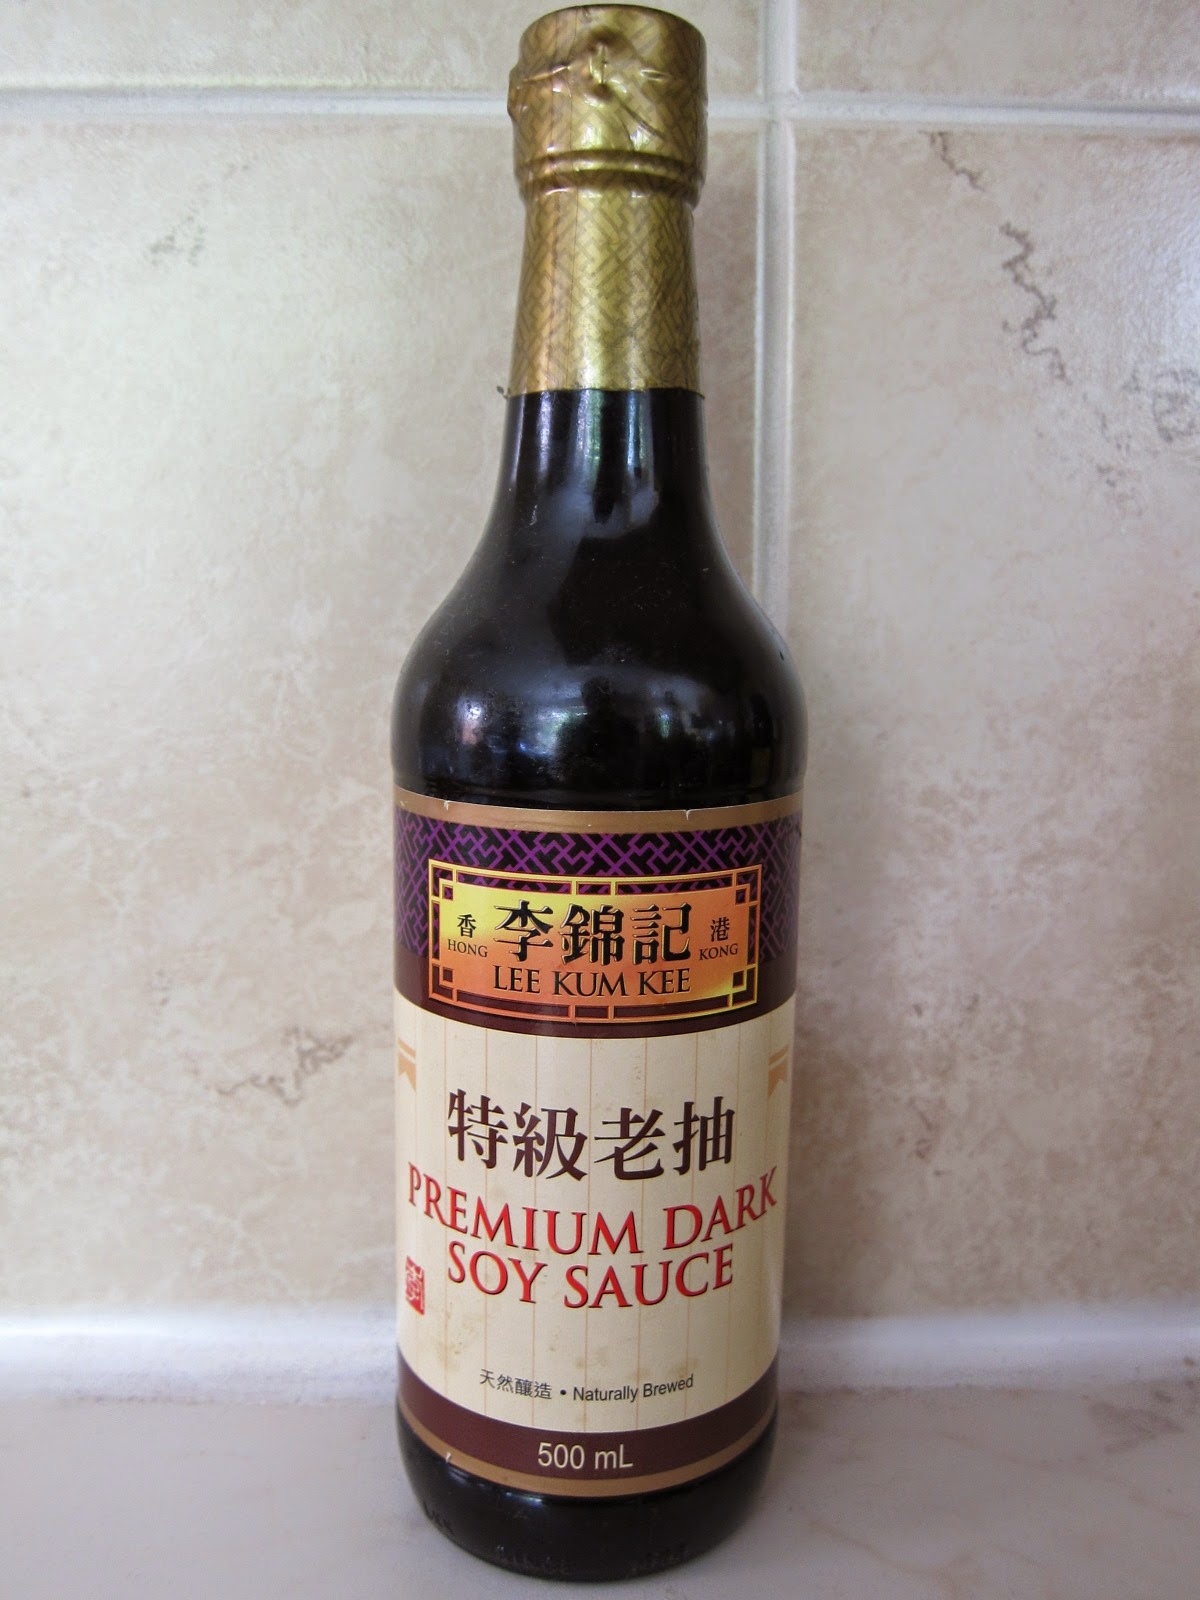 香 李錦記 港
HONG LEE KUM KEE KONG
特級老抽
PREMIUM DARK
SOY SAUCE
天然釀造 • Naturally Brewed
500 mL